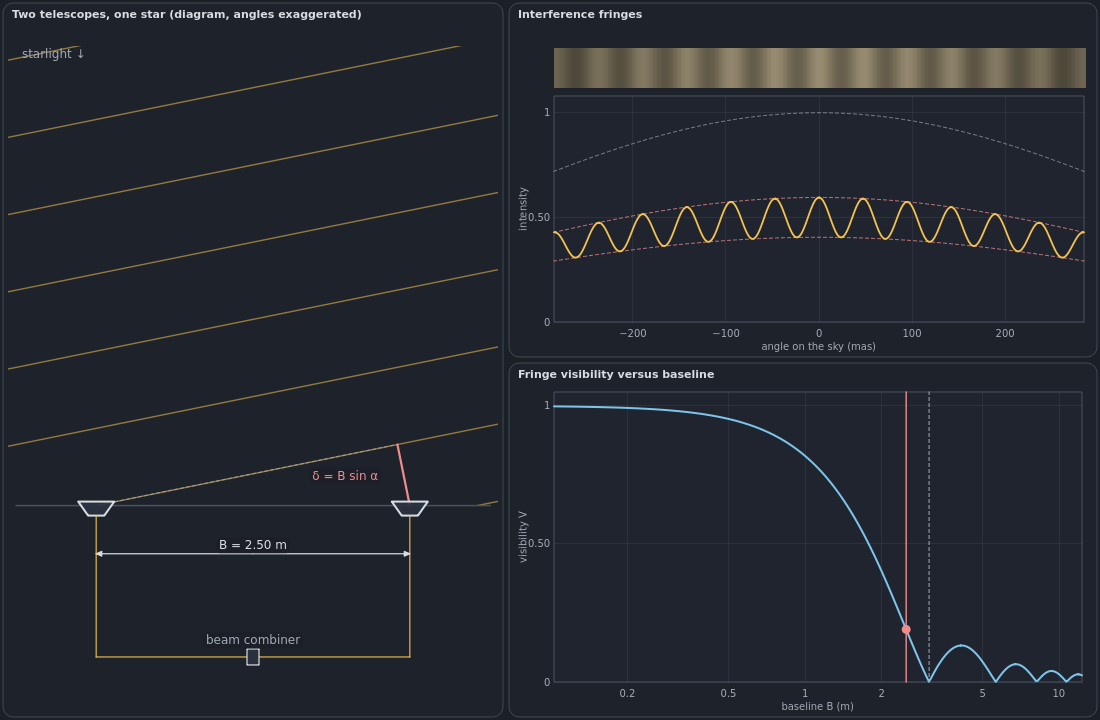 Two telescopes, one star (diagram, angles exaggerated)
starlight ↓
δ = B sin α
B = 2.50 m
beam combiner
Interference fringes
1
0.50
0
intensity
−200
−100
0
100
200
angle on the sky (mas)
Fringe visibility versus baseline
1
0.50
0
visibility V
0.2
0.5
1
2
5
10
baseline B (m)